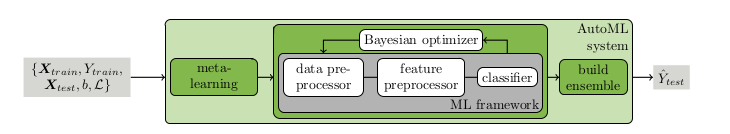 {X_train, Y_train,
X_test, b, L}
meta-
learning
Bayesian optimizer
data pre-
processor
feature
preprocessor
classifier
ML framework
AutoML
system
build
ensemble
Ŷ_test